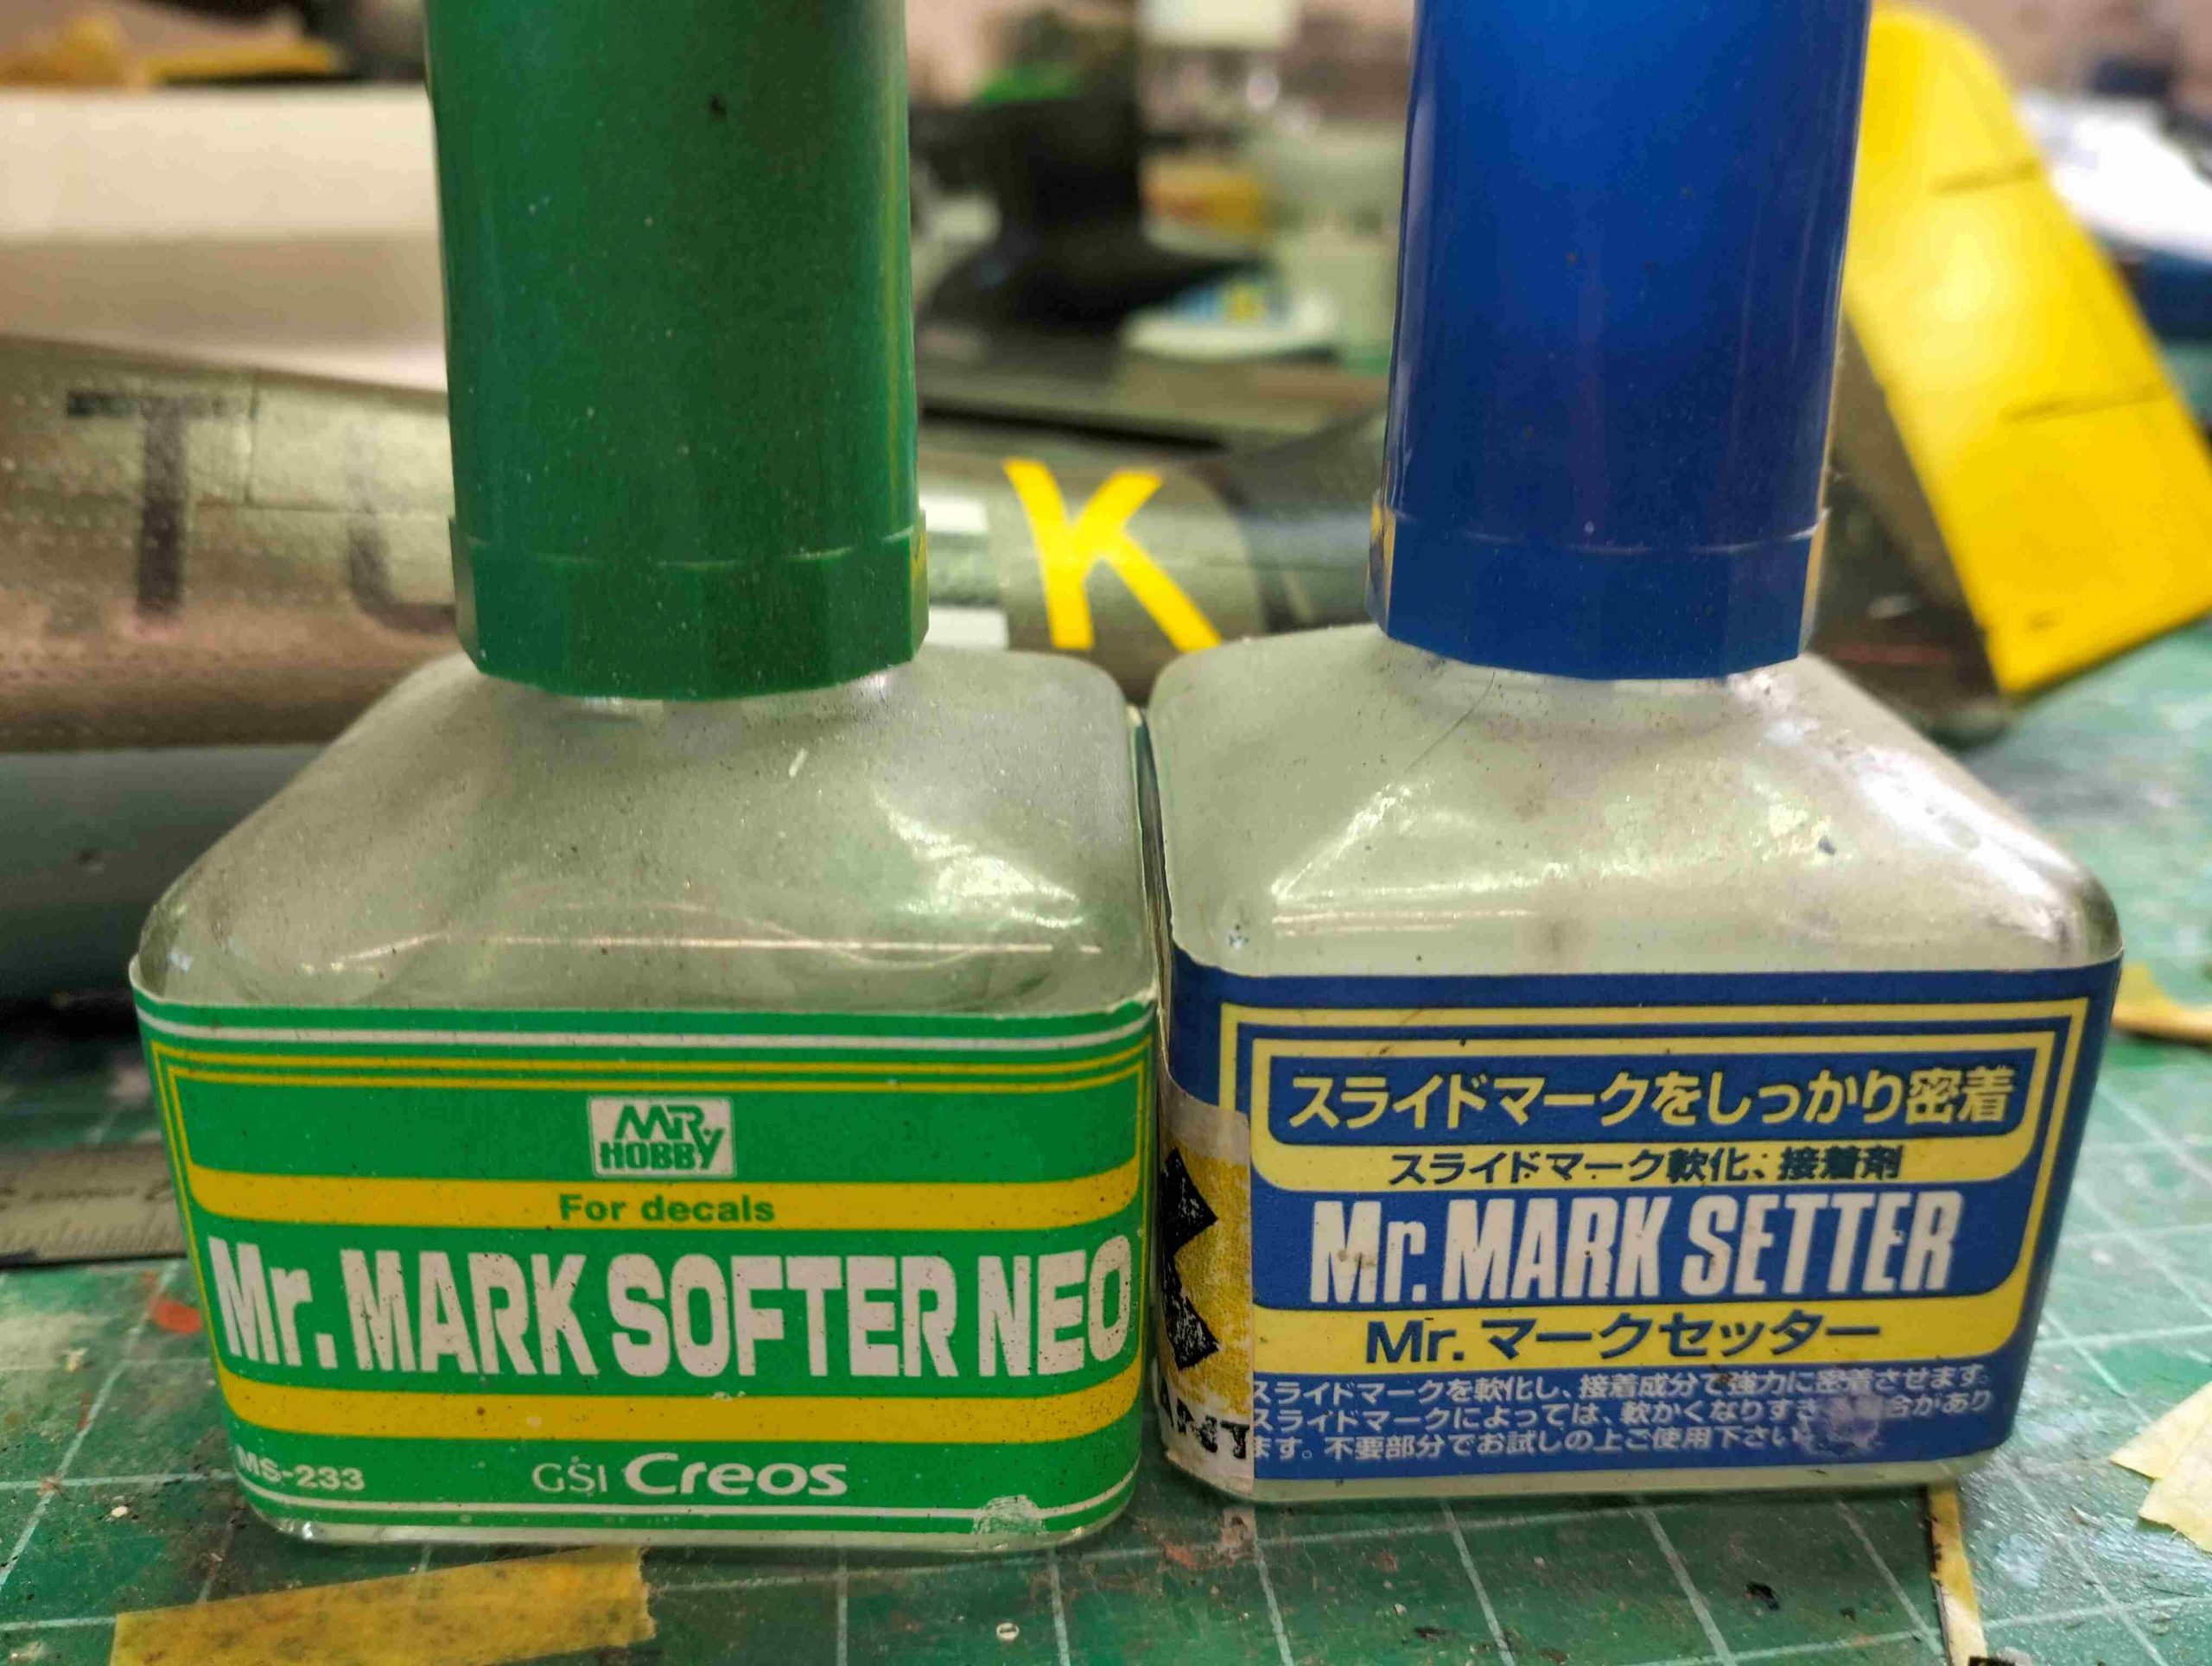 T
K
MR HOBBY
For decals
Mr. MARK SOFTER NEO
MS-233
GSI Creos
スライドマークをしっかり密着
スライドマーク軟化、接着剤
Mr. MARK SETTER
Mr. マークセッター
スライドマークを軟化し、接着成分で強力に密着させます。
スライドマークによっては、軟かくなりすぎ 合があり
ます。不要部分でお試しの上ご使用下さい